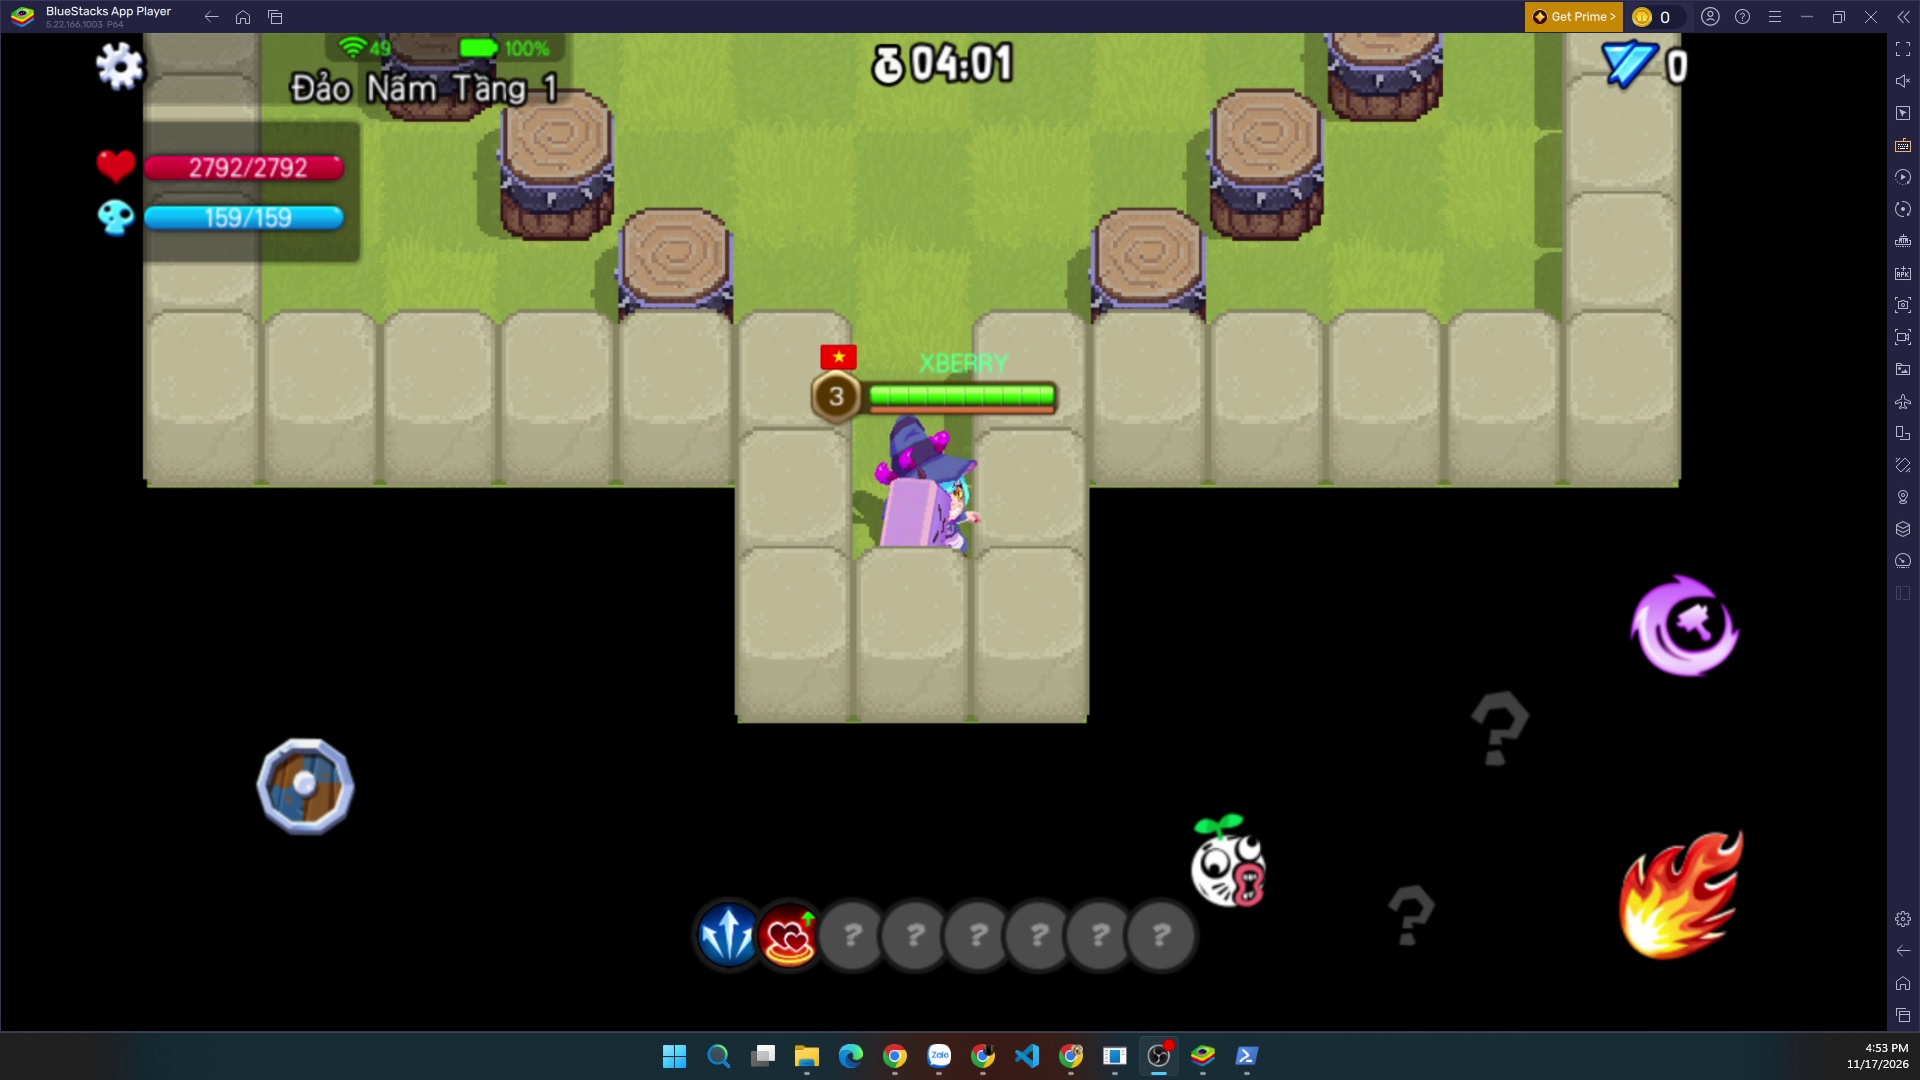 BlueStacks App Player
5.22.166.1003 P64
Get Prime >
0
49
100%
Đảo Nấm Tầng 1
04:01
0
2792/2792
159/159
XBERRY
3
? ? ? ? ? ?
?
?
Zalo
4:53 PM
11/17/2026